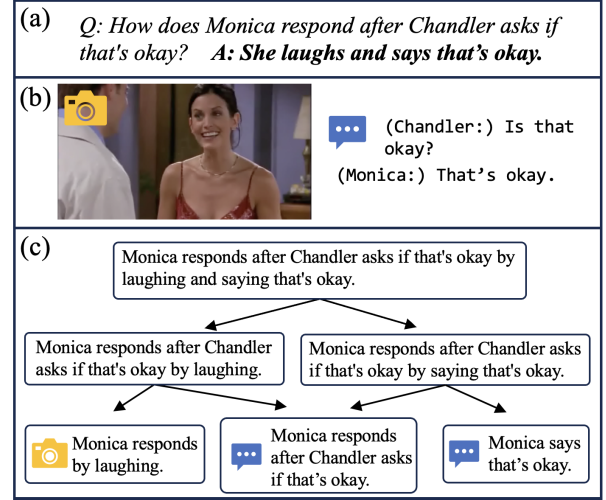 (a)
Q: How does Monica respond after Chandler asks if
that's okay? A: She laughs and says that’s okay.
(b)
(Chandler:) Is that
okay?
(Monica:) That’s okay.
(c)
Monica responds after Chandler asks if that's okay by
laughing and saying that's okay.
Monica responds after Chandler
asks if that's okay by laughing.
Monica responds after Chandler asks
if that's okay by saying that's okay.
Monica responds
by laughing.
Monica responds
after Chandler asks
if that’s okay.
Monica says
that’s okay.